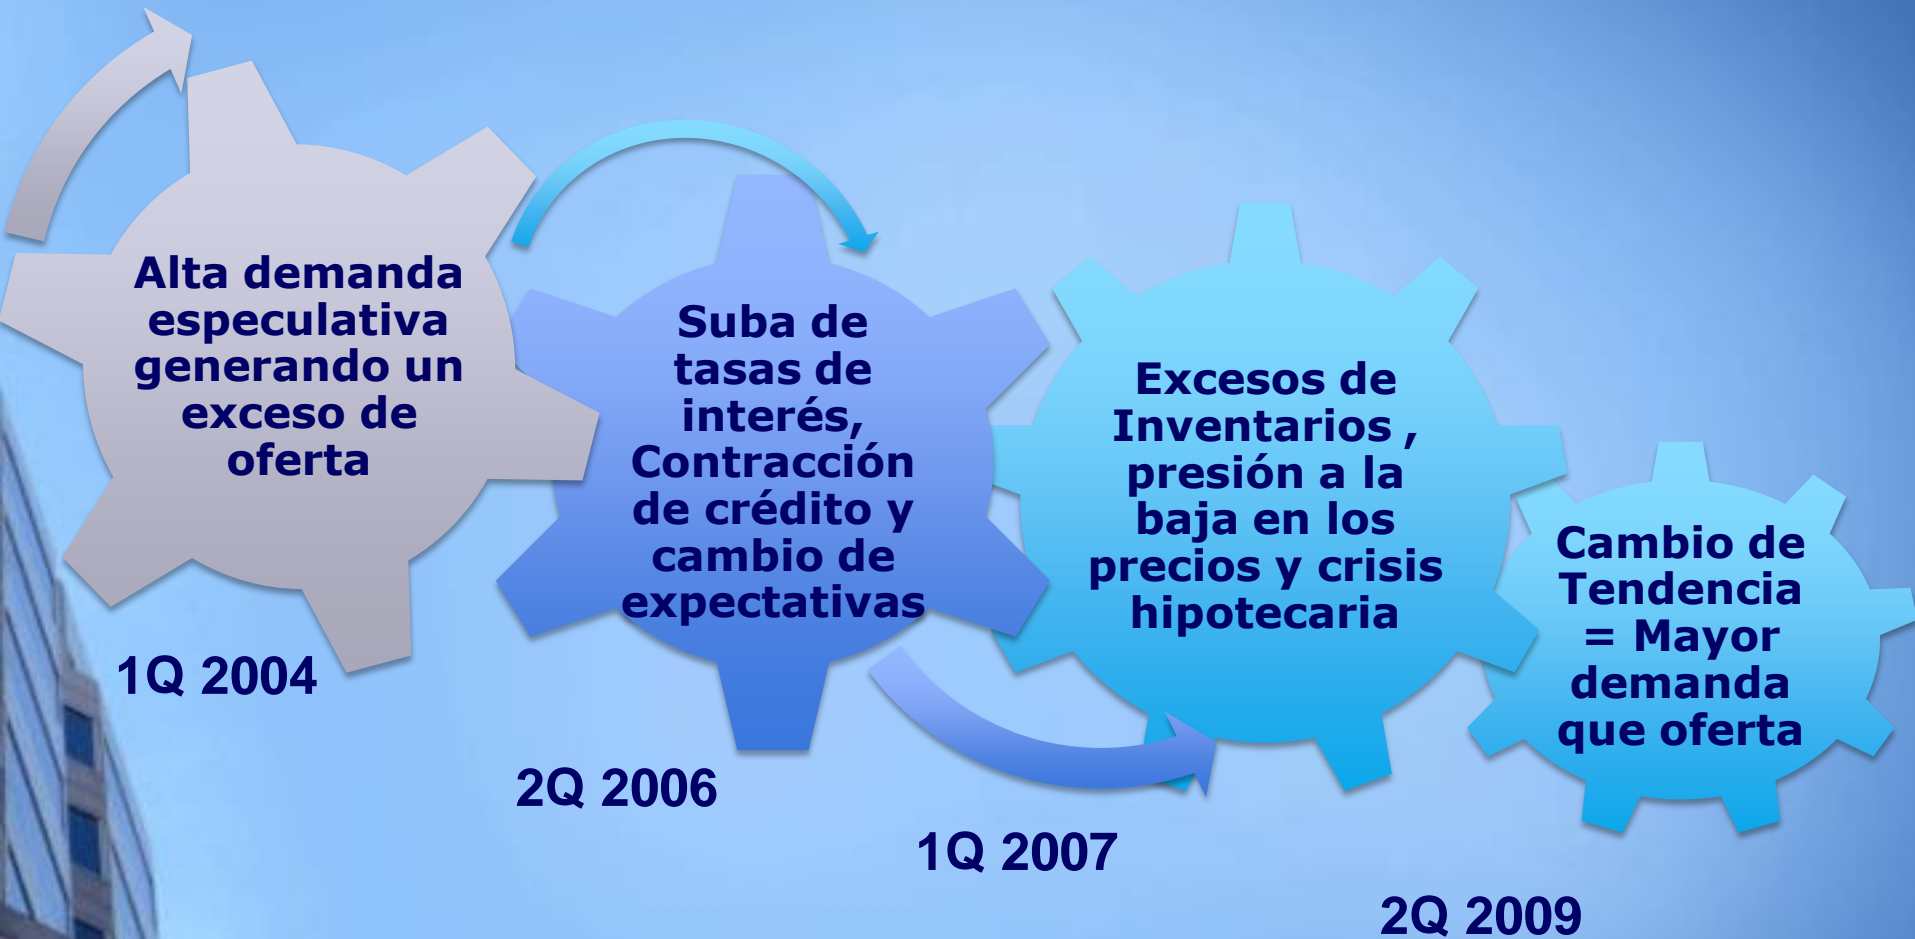 Alta demanda
especulativa
generando un
exceso de
oferta
1Q 2004
Suba de
tasas de
interés,
Contracción
de crédito y
cambio de
expectativas
2Q 2006
Excesos de
Inventarios ,
presión a la
baja en los
precios y crisis
hipotecaria
1Q 2007
Cambio de
Tendencia
= Mayor
demanda
que oferta
2Q 2009